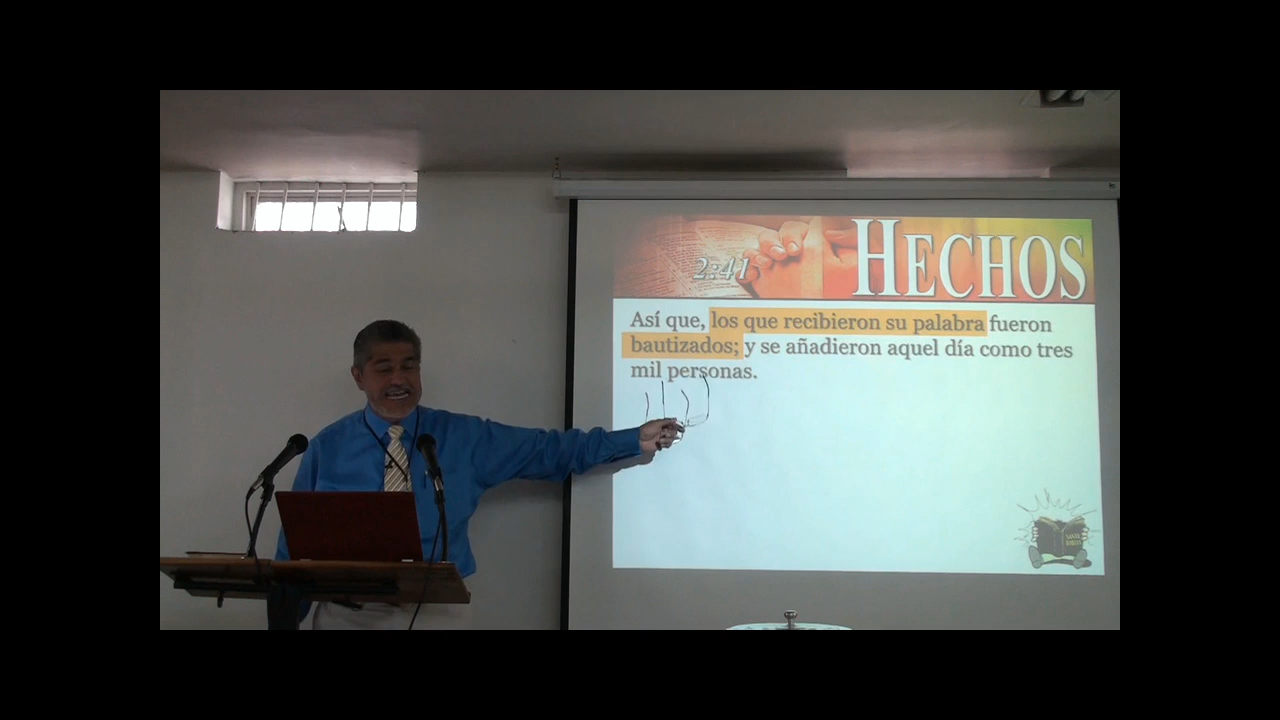 2:41
HECHOS
Así que, los que recibieron su palabra fueron
bautizados; y se añadieron aquel día como tres
mil personas.